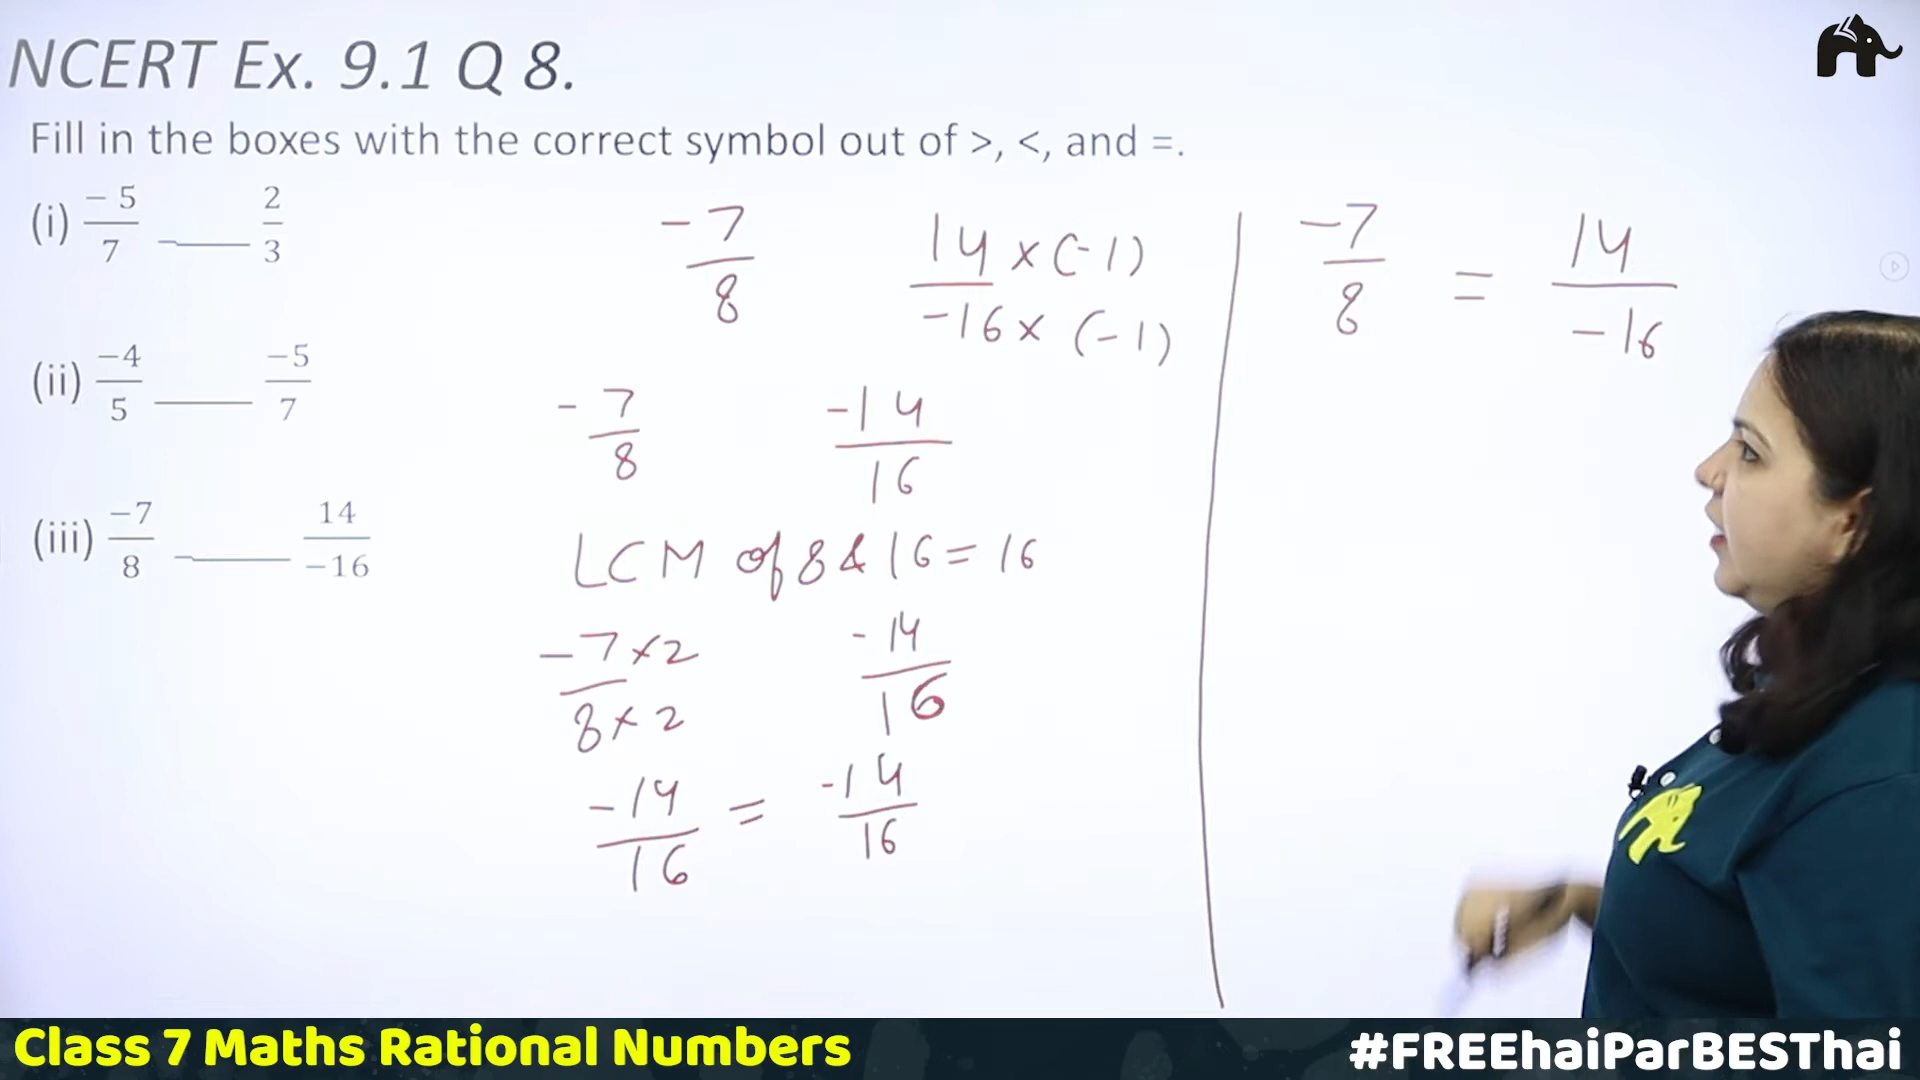 NCERT Ex. 9.1 Q 8.
Fill in the boxes with the correct symbol out of >, <, and =.
(i) -5/7 ____ 2/3
(ii) -4/5 ____ -5/7
(iii) -7/8 ____ 14/-16
-7/8 14×(-1)/-16×(-1)
-7/8 -14/16
LCM of 8 & 16 = 16
-7×2/8×2 -14/16
-14/16 = -14/16
-7/8 = 14/-16
Class 7 Maths Rational Numbers
#FREEhaiParBESThai